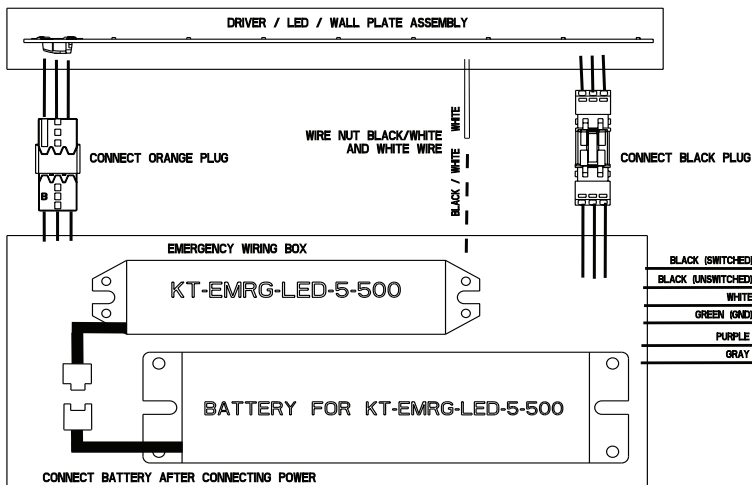 DRIVER / LED / WALL PLATE ASSEMBLY
WIRE NUT BLACK/WHITE
AND WHITE WIRE
WHITE
BLACK / WHITE
CONNECT ORANGE PLUG
CONNECT BLACK PLUG
B
EMERGENCY WIRING BOX
KT-EMRG-LED-5-500
BLACK (SWITCHED)
BLACK (UNSWITCHED)
WHITE
GREEN (GND)
PURPLE
GRAY
BATTERY FOR KT-EMRG-LED-5-500
CONNECT BATTERY AFTER CONNECTING POWER